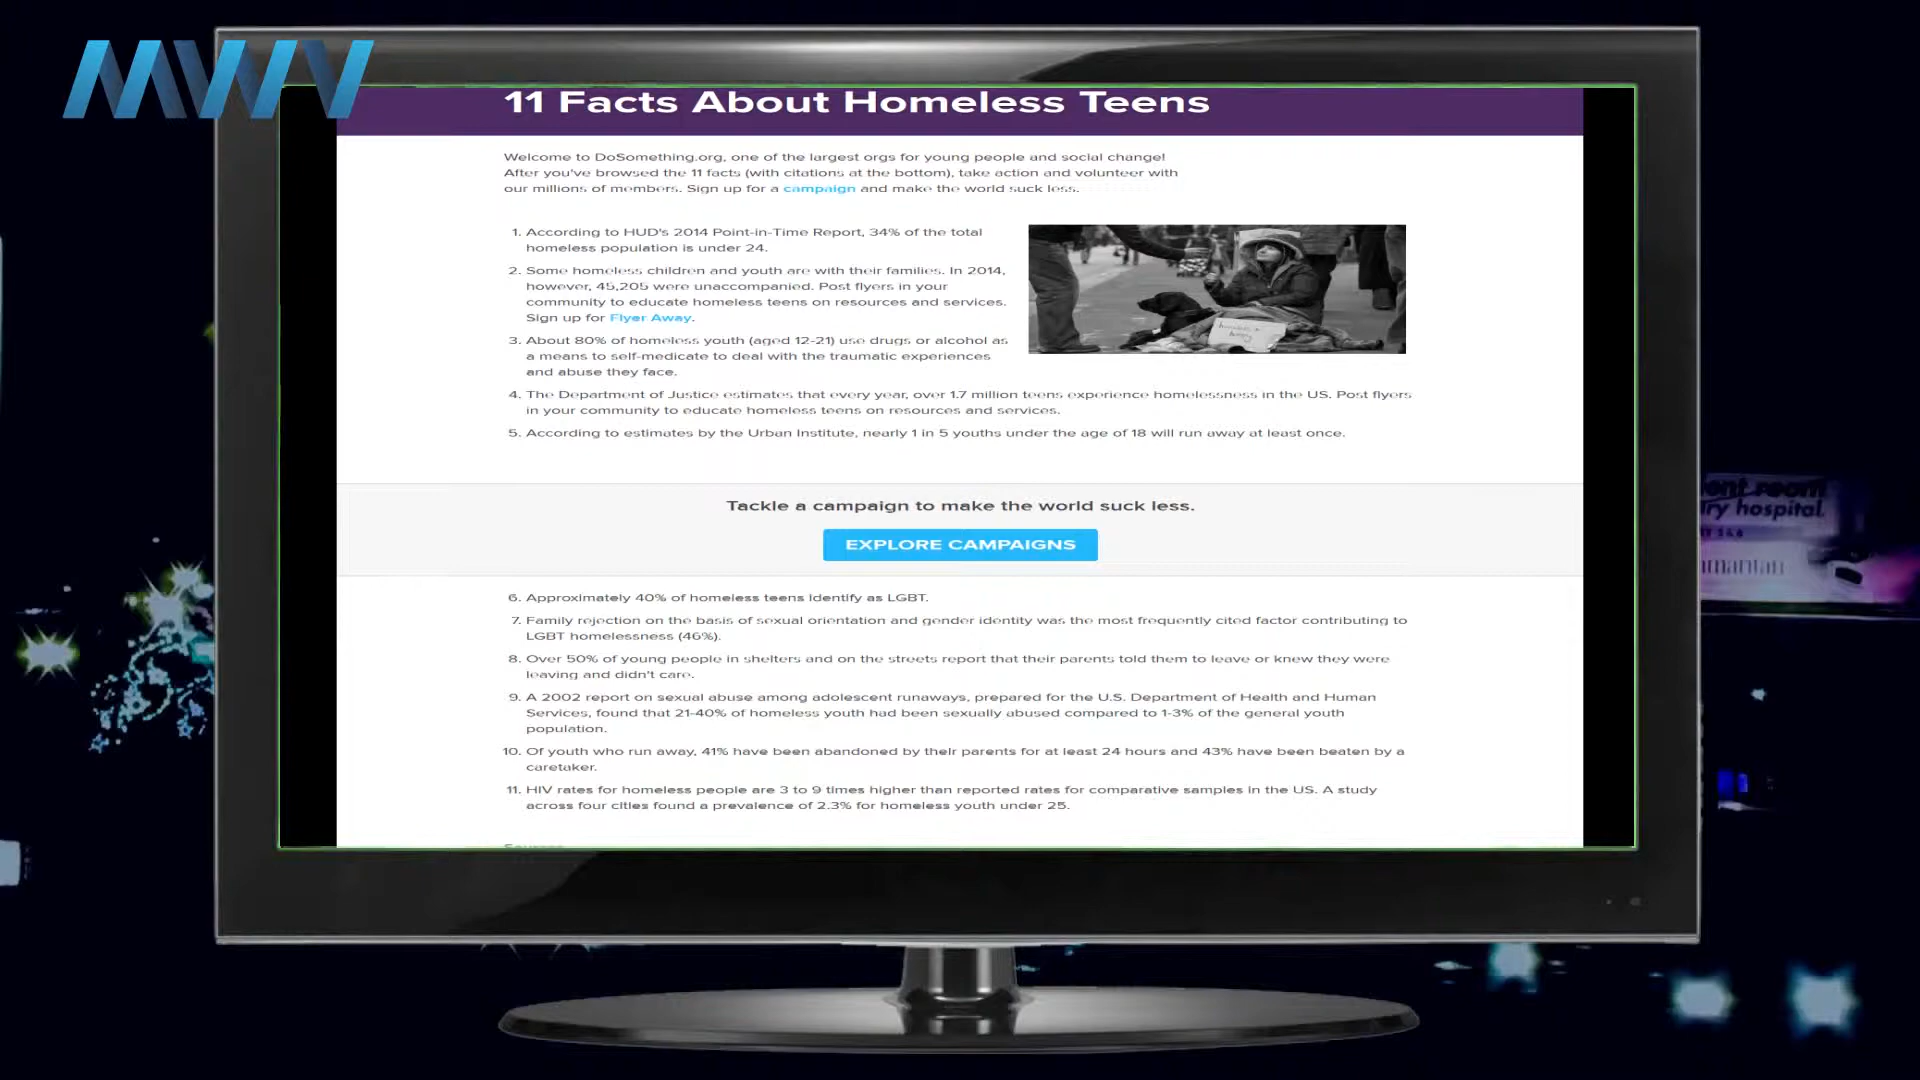 MWV
11 Facts About Homeless Teens
Welcome to DoSomething.org, one of the largest orgs for young people and social change!
After you've browsed the 11 facts (with citations at the bottom), take action and volunteer with
our millions of members. Sign up for a campaign and make the world suck less.
1. According to HUD's 2014 Point-in-Time Report, 34% of the total
homeless population is under 24.
2. Some homeless children and youth are with their families. In 2014,
however, 45,205 were unaccompanied. Post flyers in your
community to educate homeless teens on resources and services.
Sign up for Flyer Away.
3. About 80% of homeless youth (aged 12-21) use drugs or alcohol as
a means to self-medicate to deal with the traumatic experiences
and abuse they face.
4. The Department of Justice estimates that every year, over 1.7 million teens experience homelessness in the US. Post flyers
in your community to educate homeless teens on resources and services.
5. According to estimates by the Urban Institute, nearly 1 in 5 youths under the age of 18 will run away at least once.
Tackle a campaign to make the world suck less.
EXPLORE CAMPAIGNS
6. Approximately 40% of homeless teens identify as LGBT.
7. Family rejection on the basis of sexual orientation and gender identity was the most frequently cited factor contributing to
LGBT homelessness (46%).
8. Over 50% of young people in shelters and on the streets report that their parents told them to leave or knew they were
leaving and didn't care.
9. A 2002 report on sexual abuse among adolescent runaways, prepared for the U.S. Department of Health and Human
Services, found that 21-40% of homeless youth had been sexually abused compared to 1-3% of the general youth
population.
10. Of youth who run away, 41% have been abandoned by their parents for at least 24 hours and 43% have been beaten by a
caretaker.
11. HIV rates for homeless people are 3 to 9 times higher than reported rates for comparative samples in the US. A study
across four cities found a prevalence of 2.3% for homeless youth under 25.
room
hospital